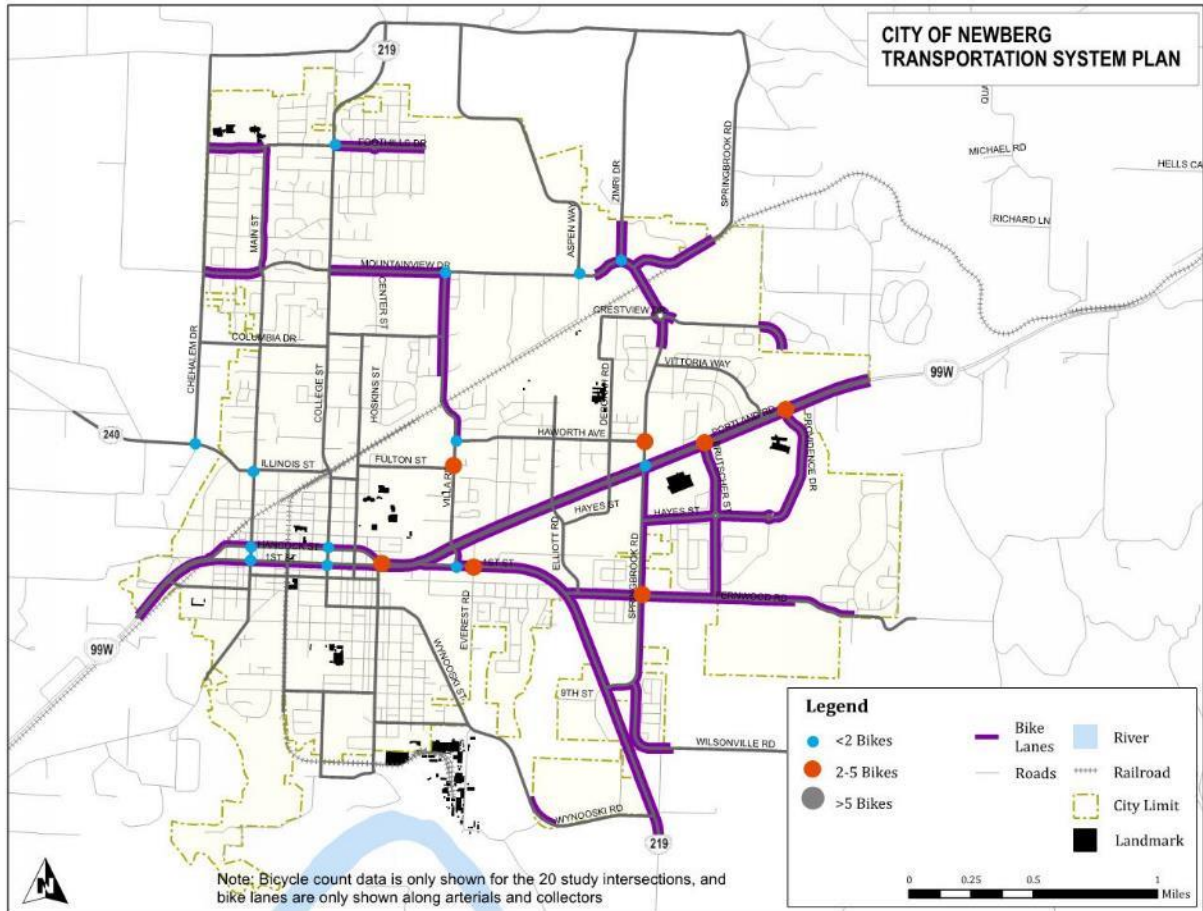 CITY OF NEWBERG
TRANSPORTATION SYSTEM PLAN
219
MICHAEL RD
HELLS CA
RICHARD LN
FOOTHILLS DR
MAIN ST
ZIMRI DR
SPRINGBROOK RD
ASPEN WAY
MOUNTAINVIEW DR
CENTER ST
CRESTVIEW
CHEHALEM DR
COLUMBIA DR
COLLEGE ST
HOSKINS ST
VITTORIA WAY
99W
DEBORAH RD
PORTLAND RD
PROVIDENCE DR
240
HAWORTH AVE
ILLINOIS ST
FULTON ST
VILLA R
BRUTSCHER ST
HAYES ST
HAYES ST
HANCOCK ST
1ST ST
1ST ST
ELLIOTT RD
SPRINGBROOK RD
ERNWOOD RD
EVEREST RD
99W
WYNOOSKI ST
9TH ST
WILSONVILLE RD
WYNOOSKI RD
219
Legend
<2 Bikes
2-5 Bikes
>5 Bikes
Bike
Lanes
Roads
River
Railroad
City Limit
Landmark
0 0.25 0.5 1
Miles
N
Note: Bicycle count data is only shown for the 20 study intersections, and
bike lanes are only shown along arterials and collectors